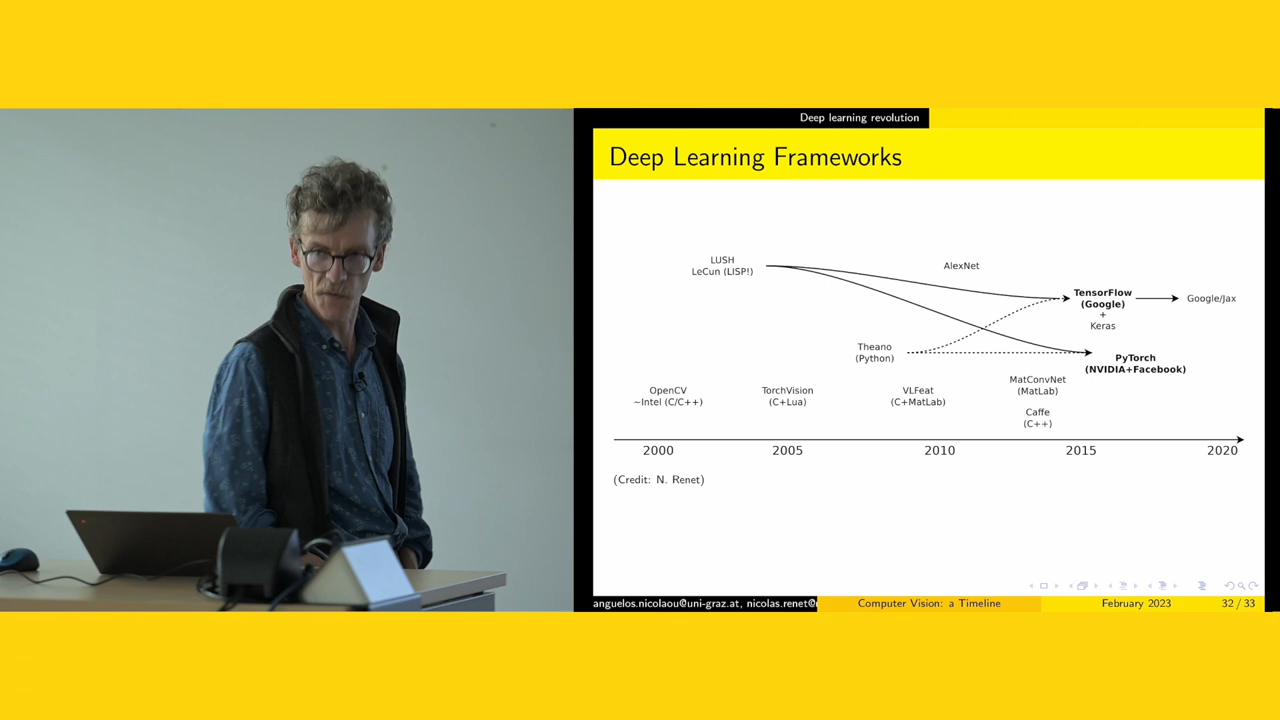 Deep learning revolution
Deep Learning Frameworks
LUSH
LeCun (LISP!)
AlexNet
TensorFlow
(Google)
+
Keras
Google/Jax
Theano
(Python)
PyTorch
(NVIDIA+Facebook)
OpenCV
~Intel (C/C++)
TorchVision
(C+Lua)
VLFeat
(C+MatLab)
MatConvNet
(MatLab)
Caffe
(C++)
2000 2005 2010 2015 2020
(Credit: N. Renet)
anguelos.nicolaou@uni-graz.at, nicolas.renet@ Computer Vision: a Timeline February 2023 32 / 33